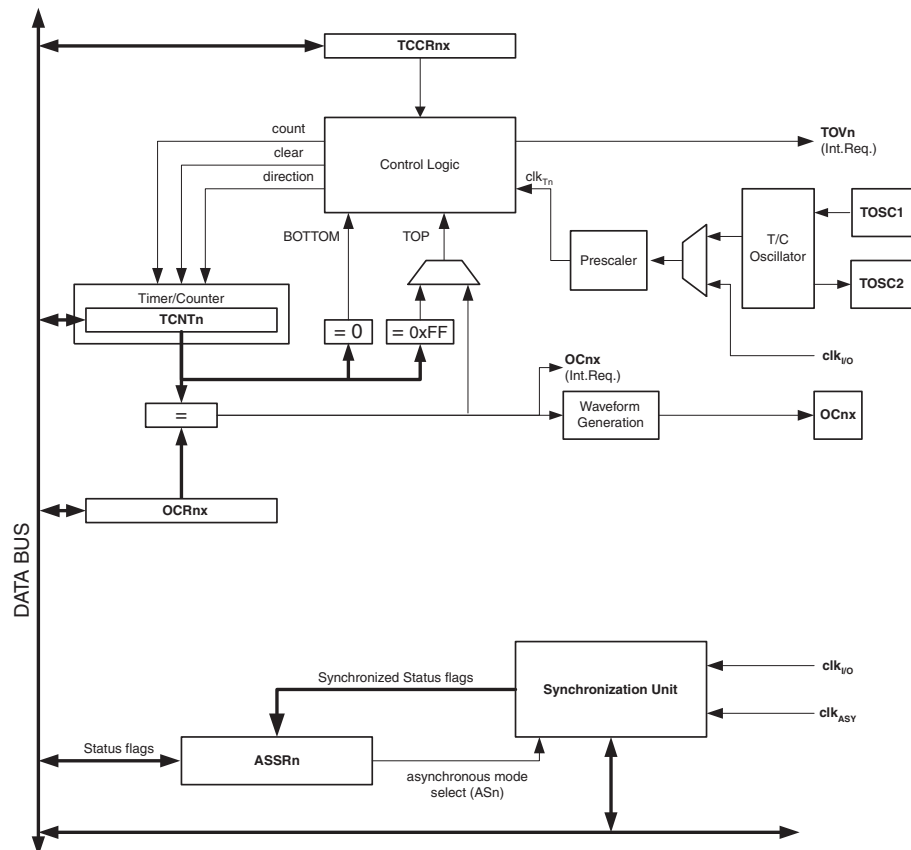 TCCRnx
count
clear
direction
Control Logic
TOVn
(Int.Req.)
clkTn
BOTTOM
TOP
TOSC1
T/C
Oscillator
Prescaler
TOSC2
Timer/Counter
TCNTn
= 0
= 0xFF
clkI/O
OCnx
(Int.Req.)
=
Waveform
Generation
OCnx
OCRnx
DATA BUS
Synchronized Status flags
Synchronization Unit
clkI/O
clkASY
Status flags
ASSRn
asynchronous mode
select (ASn)